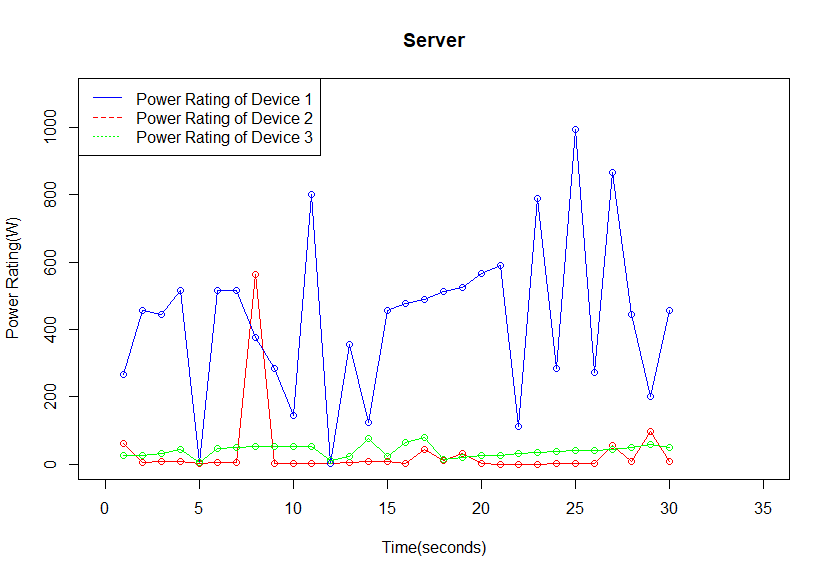 Server
Power Rating of Device 1
Power Rating of Device 2
Power Rating of Device 3
Power Rating(W)
1000
800
600
400
200
0
0 5 10 15 20 25 30 35
Time(seconds)